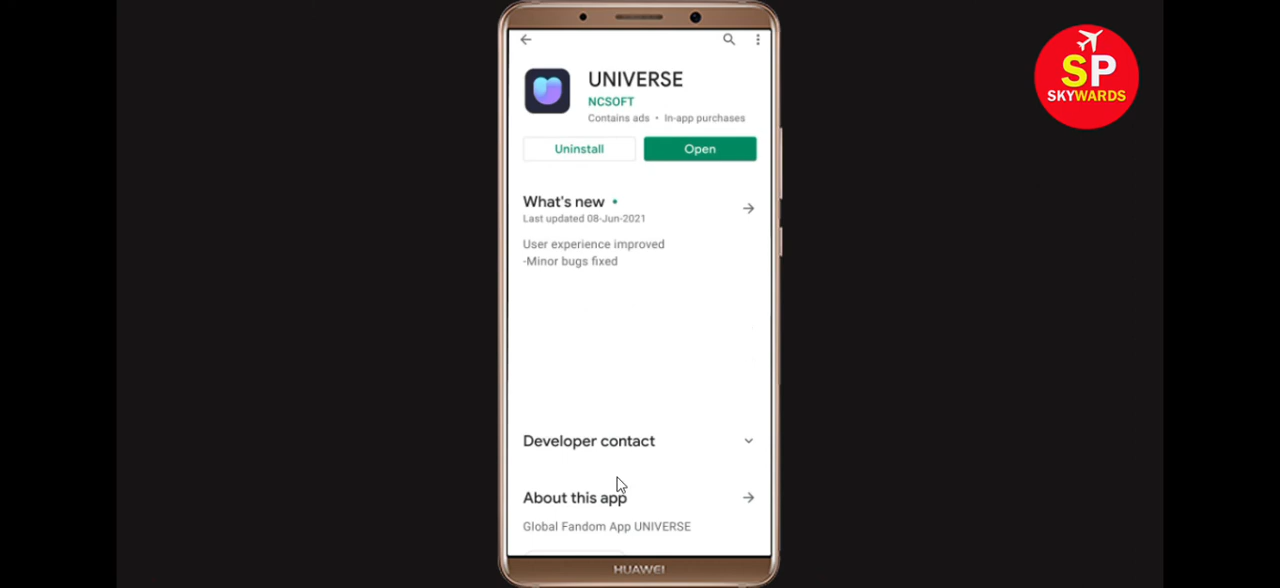 UNIVERSE
NCSOFT
Contains ads • In-app purchases
Uninstall
Open
What's new •
Last updated 08-Jun-2021
User experience improved
-Minor bugs fixed
Developer contact
About this app
Global Fandom App UNIVERSE
HUAWEI
SP
SKYWARDS